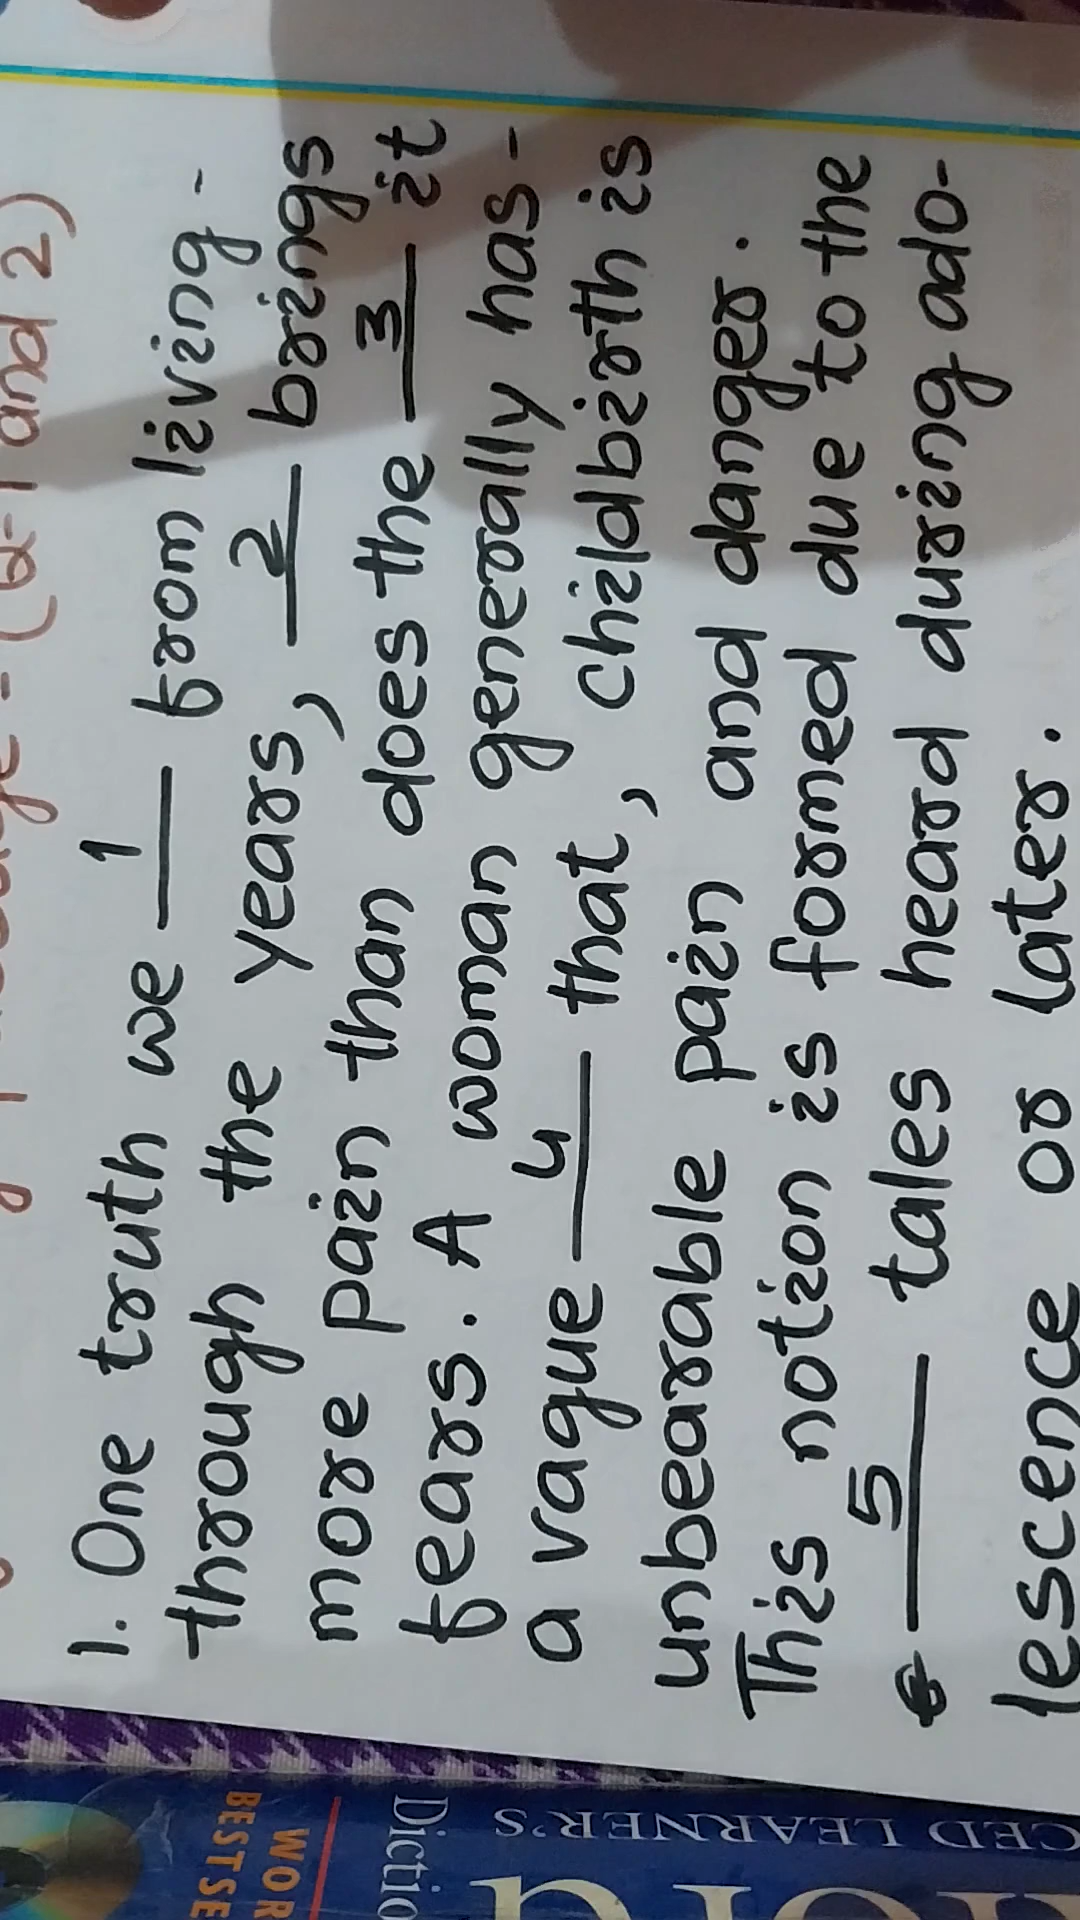 (Q-1 and 2)
1. One truth we 1 from living -
through the years, 2 brings
more pain than does the 3 it
fears. A woman generally has -
a vague 4 that, childbirth is
unbearable pain and danger.
This notion is formed due to the
5 tales heard during ado-
lescence or later.
WOR
BESTSE
Dictio
CED LEARNER'S